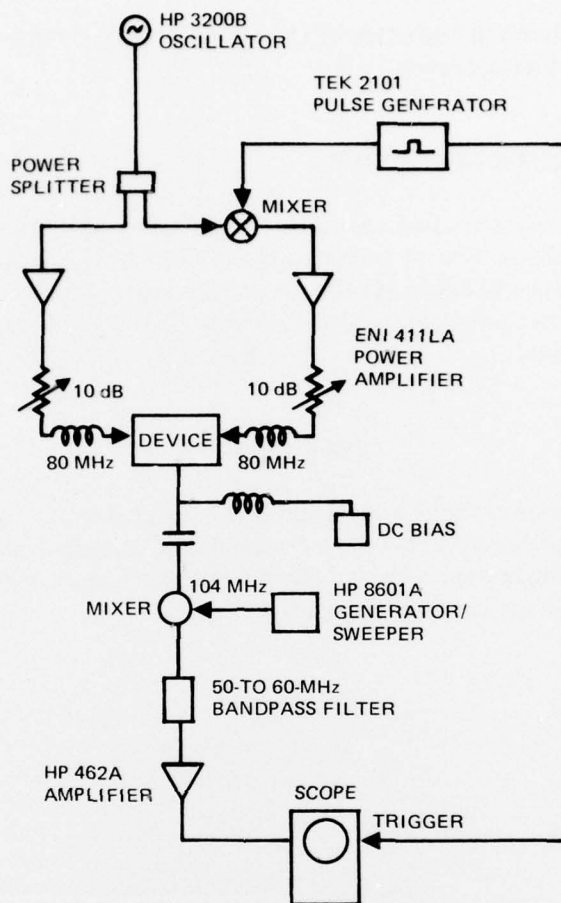 HP 3200B
OSCILLATOR
TEK 2101
PULSE GENERATOR
POWER
SPLITTER
MIXER
ENI 411LA
POWER
AMPLIFIER
10 dB
10 dB
DEVICE
80 MHz
80 MHz
DC BIAS
104 MHz
MIXER
HP 8601A
GENERATOR/
SWEEPER
50-TO 60-MHz
BANDPASS FILTER
HP 462A
AMPLIFIER
SCOPE
TRIGGER